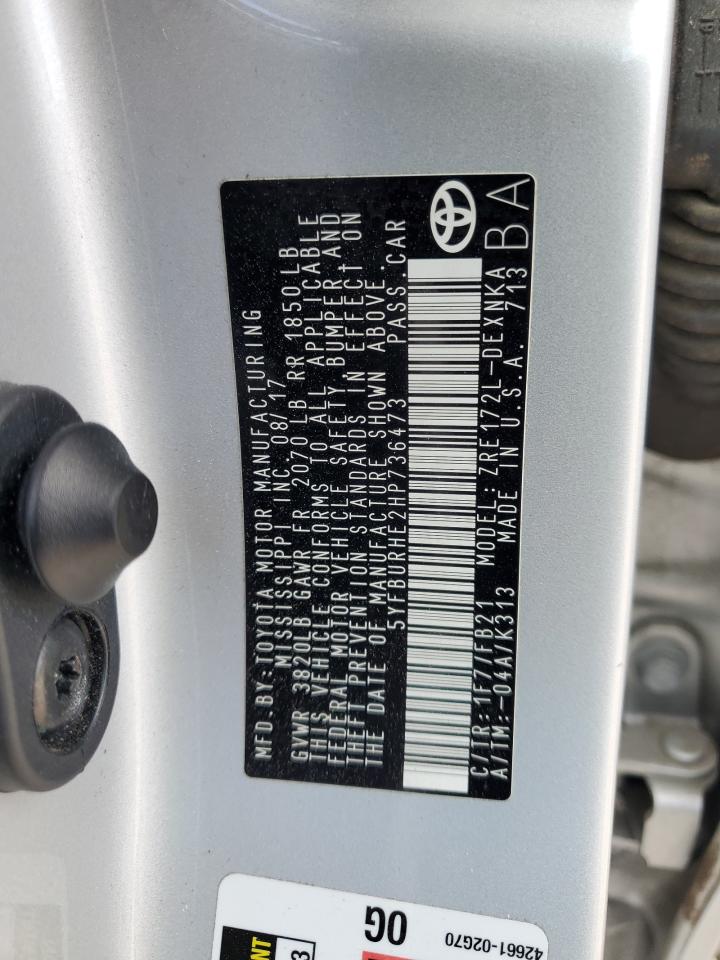 MFD.BY:TOYOTA MOTOR MANUFACTURING
MISSISSIPPI INC. 08/17
GVWR 3820LB GAWR FR 2070 LB RR 1850 LB
THIS VEHICLE CONFORMS TO ALL APPLICABLE
FEDERAL MOTOR VEHICLE SAFETY BUMPER AND
THEFT PREVENTION STANDARDS IN EFFECT ON
THE DATE OF MANUFACTURE SHOWN ABOVE.
5YFBURHE2HP736473 PASS.CAR
C/TR:1F7/FB21 MODEL:ZRE172L-DEXNKA
A/TM:-04A/K313 MADE IN U.S.A. 713
BA
0G
42661-02G70